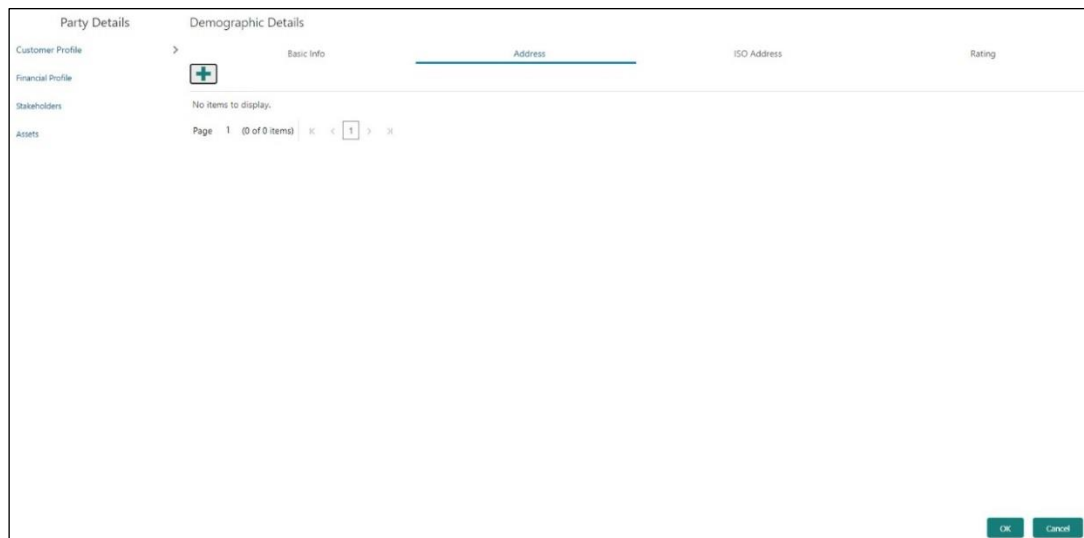 Party Details
Demographic Details
Customer Profile
Financial Profile
Stakeholders
Assets
Basic Info
Address
ISO Address
Rating
No items to display.
Page 1 (0 of 0 items) K < 1 > >|
OK
Cancel